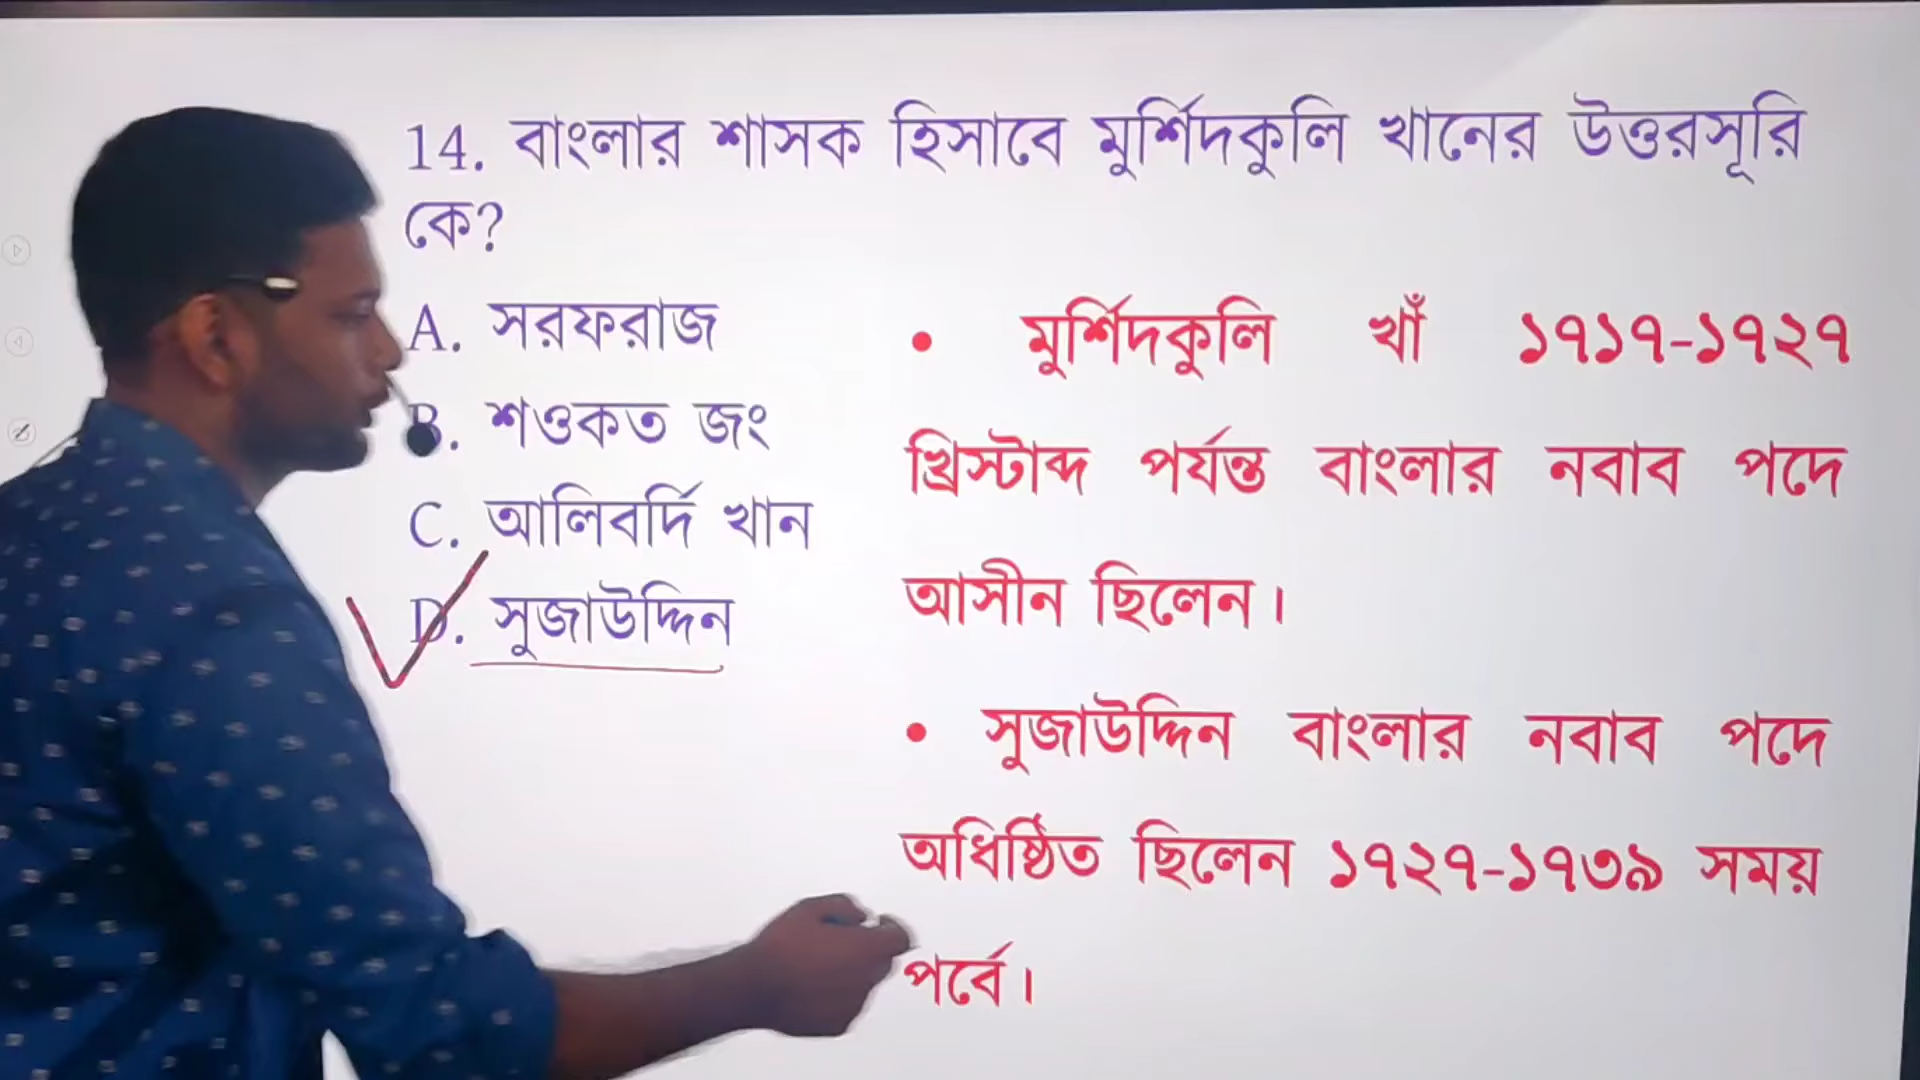 14. বাংলার শাসক হিসাবে মুর্শিদকুলি খানের উত্তরসূরি
কে?
A. সরফরাজ
B. শওকত জং
C. আলিবর্দি খান
D. সুজাউদ্দিন
• মুর্শিদকুলি খাঁ ১৭১৭-১৭২৭
খ্রিস্টাব্দ পর্যন্ত বাংলার নবাব পদে
আসীন ছিলেন।
• সুজাউদ্দিন বাংলার নবাব পদে
অধিষ্ঠিত ছিলেন ১৭২৭-১৭৩৯ সময়
পর্বে।